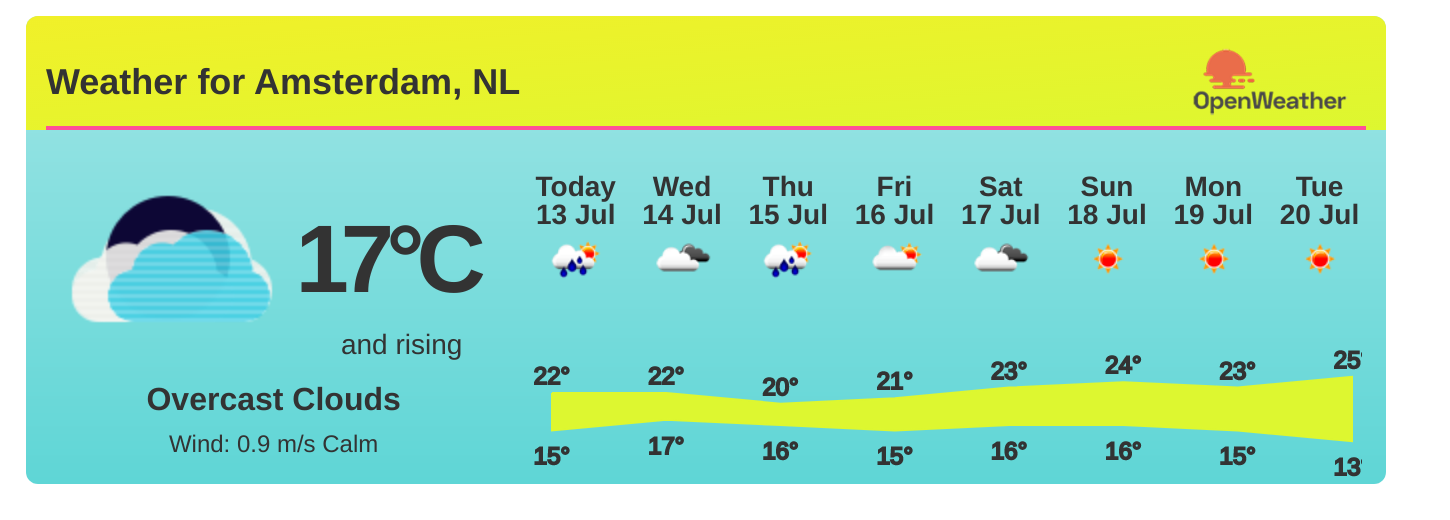 Weather for Amsterdam, NL
OpenWeather
Today Wed Thu Fri Sat Sun Mon Tue
13 Jul 14 Jul 15 Jul 16 Jul 17 Jul 18 Jul 19 Jul 20 Jul
17°C
and rising
Overcast Clouds
Wind: 0.9 m/s Calm
22° 22° 20° 21° 23° 24° 23° 25°
15° 17° 16° 15° 16° 16° 15° 13°